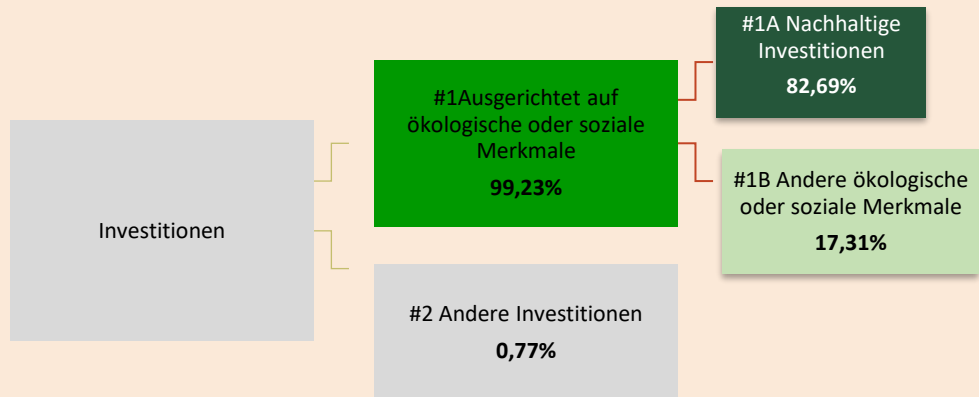 Investitionen
#1Ausgerichtet auf
ökologische oder soziale
Merkmale
99,23%
#2 Andere Investitionen
0,77%
#1A Nachhaltige
Investitionen
82,69%
#1B Andere ökologische
oder soziale Merkmale
17,31%